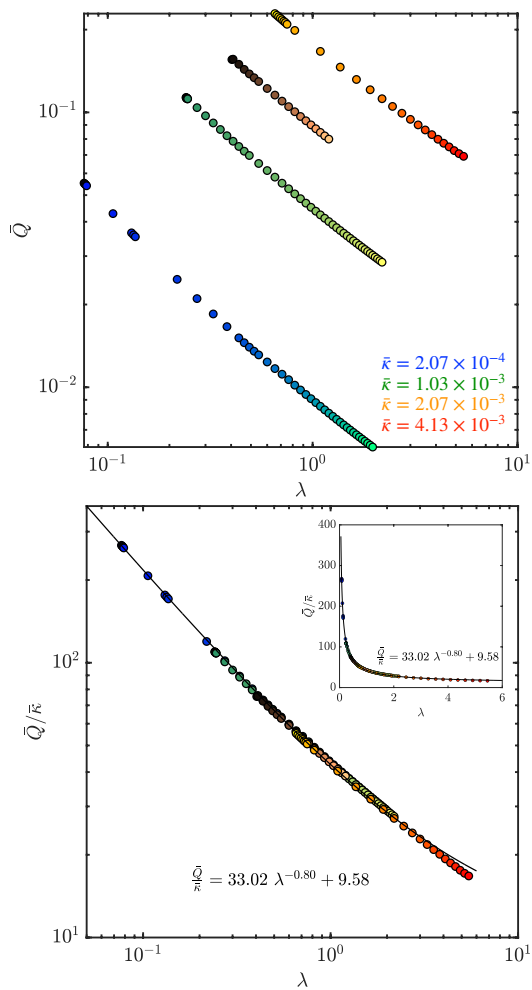 10^{-1}
10^{-2}
Q̄
κ̄ = 2.07 × 10^{-4}
κ̄ = 1.03 × 10^{-3}
κ̄ = 2.07 × 10^{-3}
κ̄ = 4.13 × 10^{-3}
10^{-1} 10^{0} 10^{1}
λ
400
300
200
100
0
Q̄/κ̄
Q̄/κ̄ = 33.02 λ^{-0.80} + 9.58
0 2 4 6
λ
10^{2}
10^{1}
Q̄/κ̄
Q̄/κ̄ = 33.02 λ^{-0.80} + 9.58
10^{-1} 10^{0} 10^{1}
λ